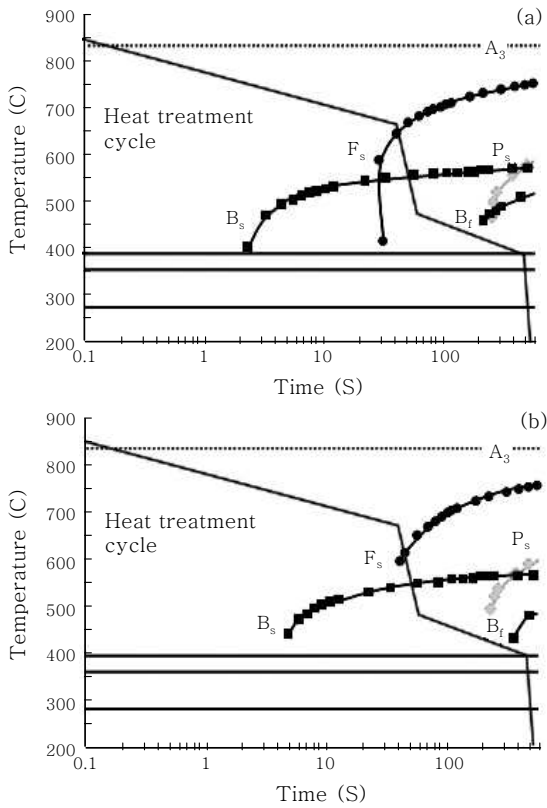 (a)
900
800
700
600
500
400
300
200
Temperature (C)
A3
Heat treatment
cycle
Fs
Ps
Bs
Bf
0.1
1
10
100
Time (S)
(b)
900
800
700
600
500
400
300
200
Temperature (C)
A3
Heat treatment
cycle
Fs
Ps
Bs
Bf
0.1
1
10
100
Time (S)